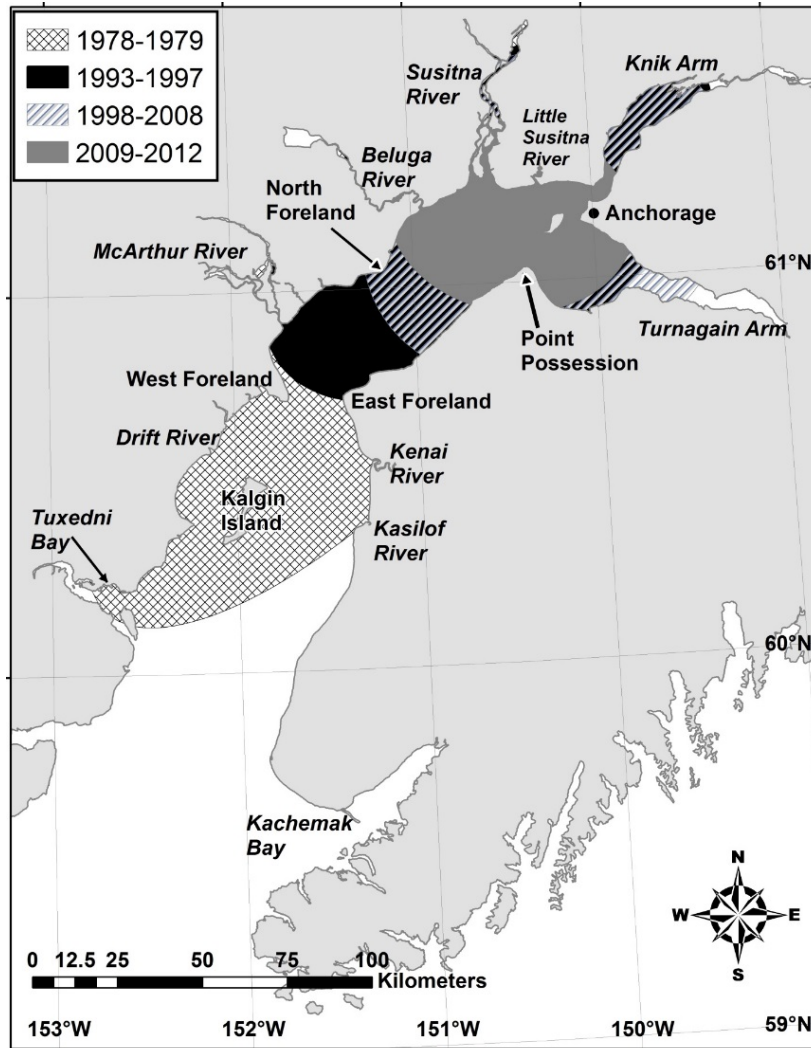 1978-1979
1993-1997
1998-2008
2009-2012
Susitna
River
Knik Arm
Little
Susitna
River
Beluga
River
North
Foreland
Anchorage
McArthur River
61°N
Turnagain Arm
Point
Possession
West Foreland
East Foreland
Drift River
Kenai
River
Kalgin
Island
Tuxedni
Bay
Kasilof
River
60°N
Kachemak
Bay
N
W
E
S
0 12.5 25 50 75 100
Kilometers
59°N
153°W 152°W 151°W 150°W